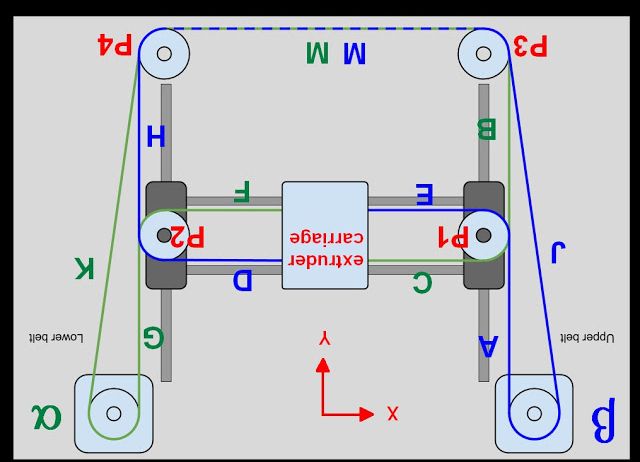 P4
M
M
P3
H
B
F
E
P2
extruder
carriage
P1
K
D
C
J
Lower belt
G
Y
A
Upper belt
α
X
β